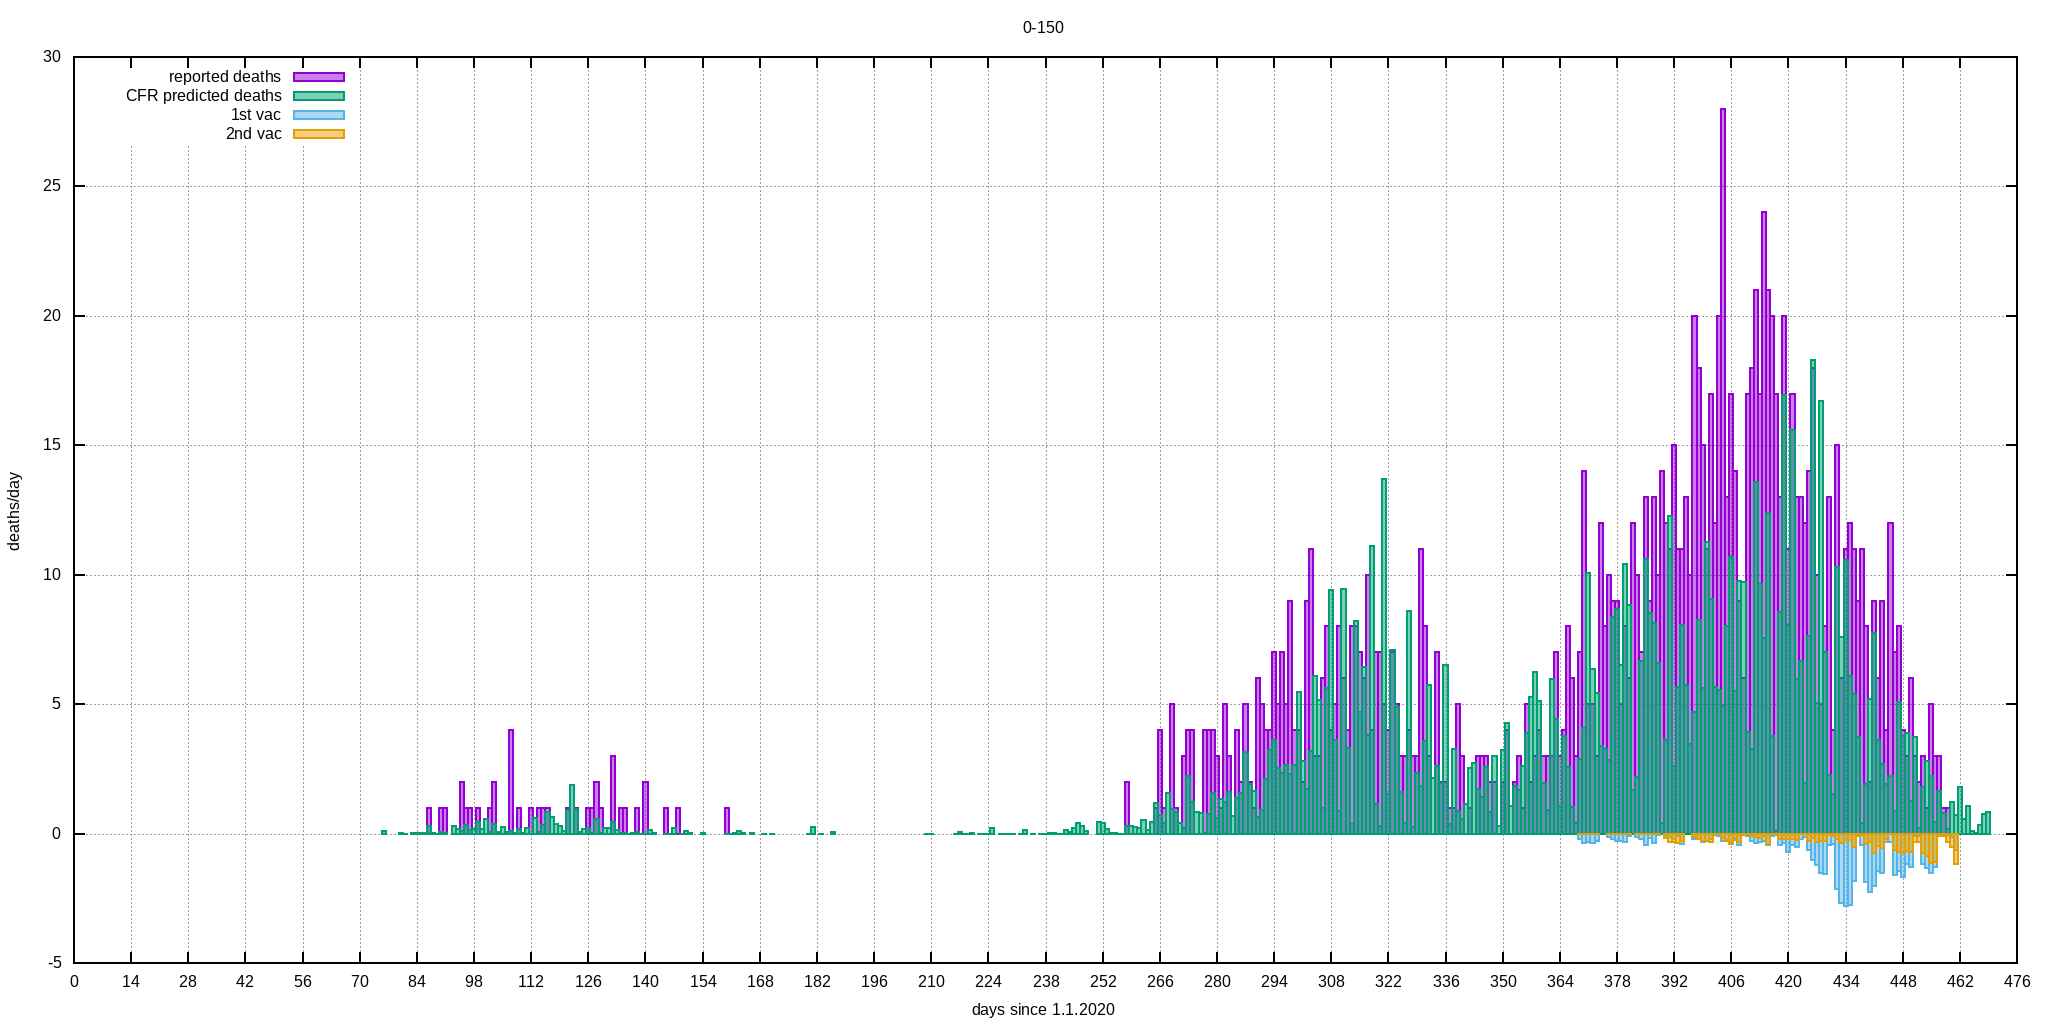 0-150
30
25
20
15
10
5
0
-5
reported deaths
CFR predicted deaths
1st vac
2nd vac
deaths/day
0 14 28 42 56 70 84 98 112 126 140 154 168 182 196 210 224 238 252 266 280 294 308 322 336 350 364 378 392 406 420 434 448 462 476
days since 1.1.2020